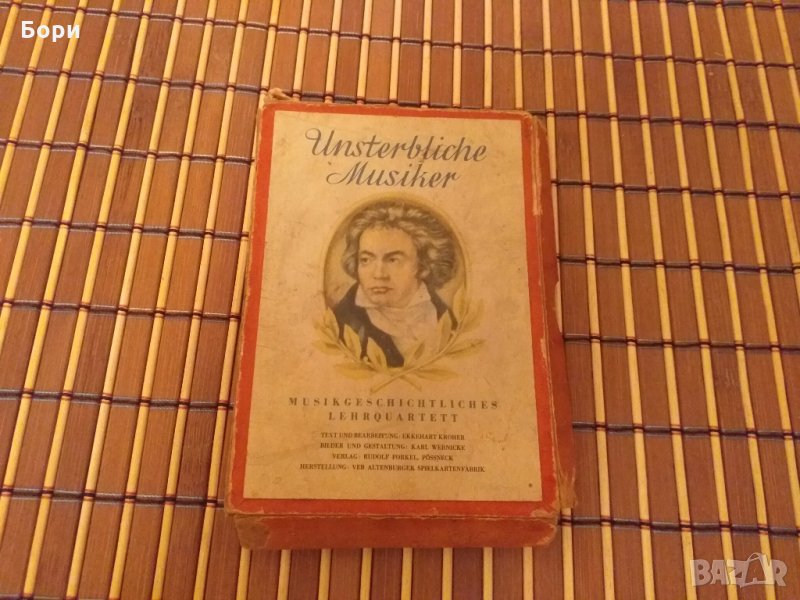 Бори
Unsterbliche
Musiker
MUSIKGESCHICHTLICHES
LEHRQUARTETT
TEXT UND BEARBEITUNG: EKKEHART KROHER
BILDER UND GESTALTUNG: KARL WERNICKE
VERLAG: RUDOLF FORKEL, PÖSSNECK
HERSTELLUNG: VEB ALTENBURGER SPIELKARTENFABRIK
BAZAR